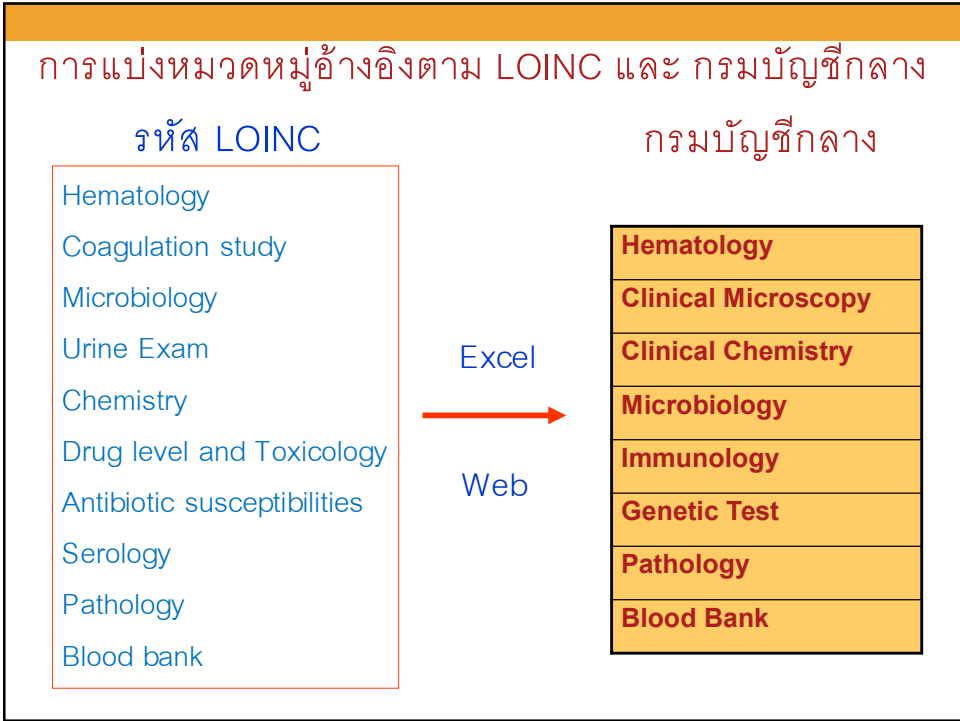 การแบ่งหมวดหมู่อ้างอิงตาม LOINC และ กรมบัญชีกลาง
รหัส LOINC
Hematology
Coagulation study
Microbiology
Urine Exam
Chemistry
Drug level and Toxicology
Antibiotic susceptibilities
Serology
Pathology
Blood bank
Excel
Web
กรมบัญชีกลาง
Hematology
Clinical Microscopy
Clinical Chemistry
Microbiology
Immunology
Genetic Test
Pathology
Blood Bank